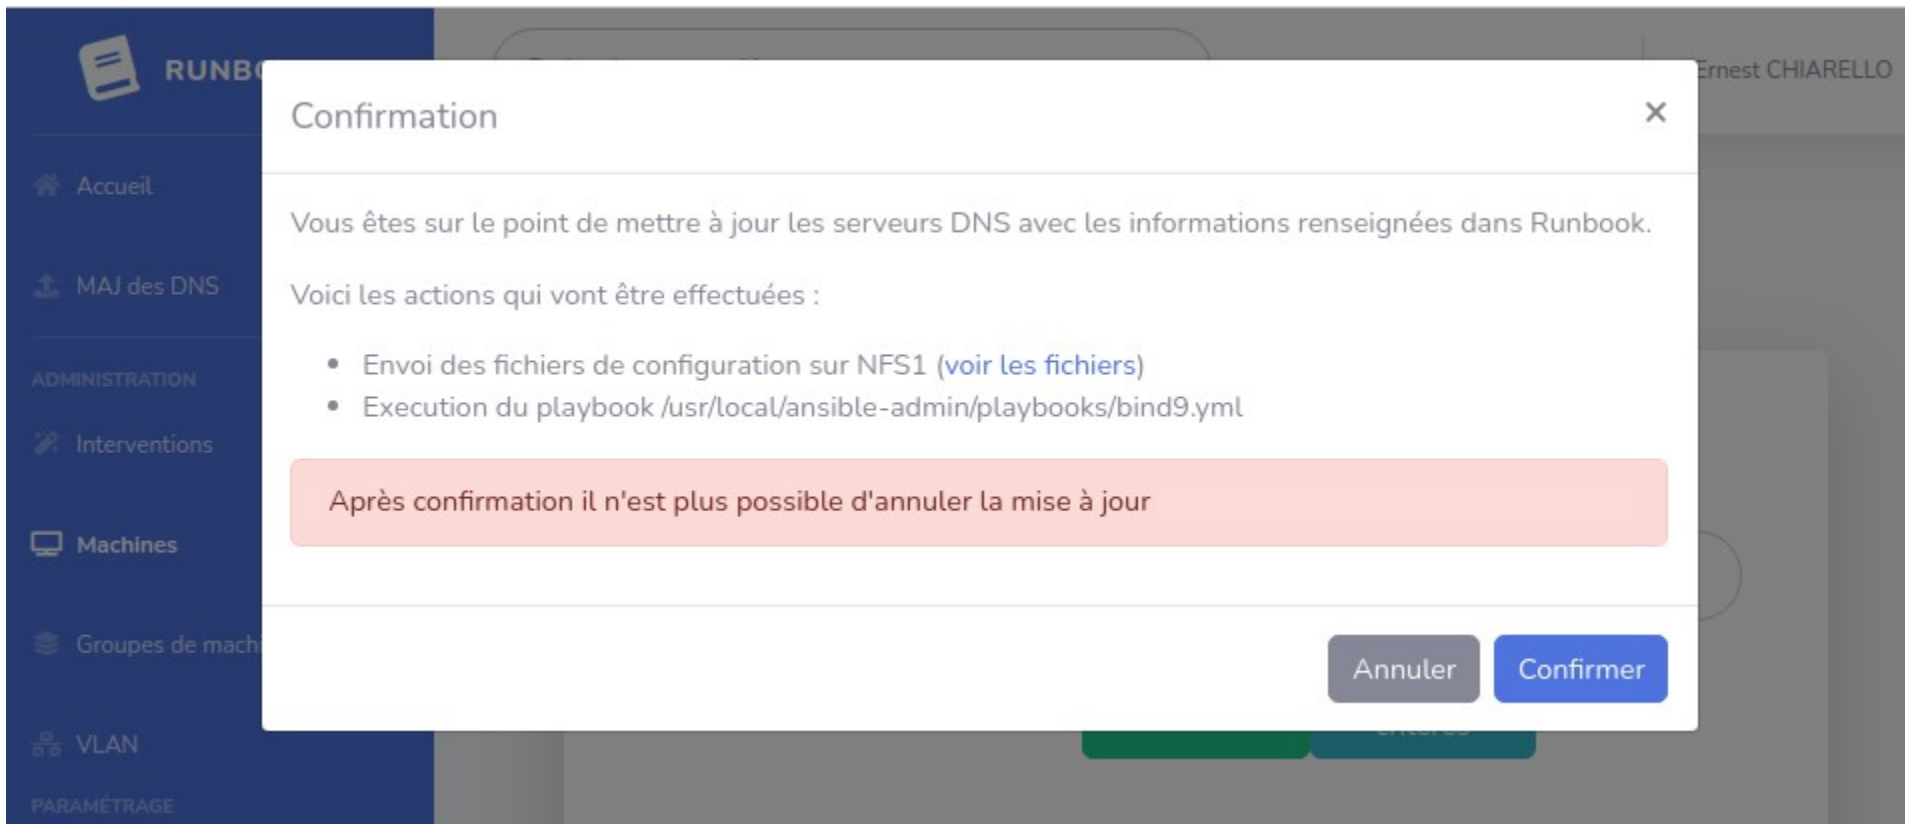 RUNB
Ernest CHIARELLO
Confirmation
×
Accueil
Vous êtes sur le point de mettre à jour les serveurs DNS avec les informations renseignées dans Runbook.
MAJ des DNS
Voici les actions qui vont être effectuées :
Envoi des fichiers de configuration sur NFS1 (voir les fichiers)
ADMINISTRATION
Execution du playbook /usr/local/ansible-admin/playbooks/bind9.yml
Interventions
Après confirmation il n'est plus possible d'annuler la mise à jour
Machines
Groupes de machi
Annuler
Confirmer
VLAN
PARAMÉTRAGE